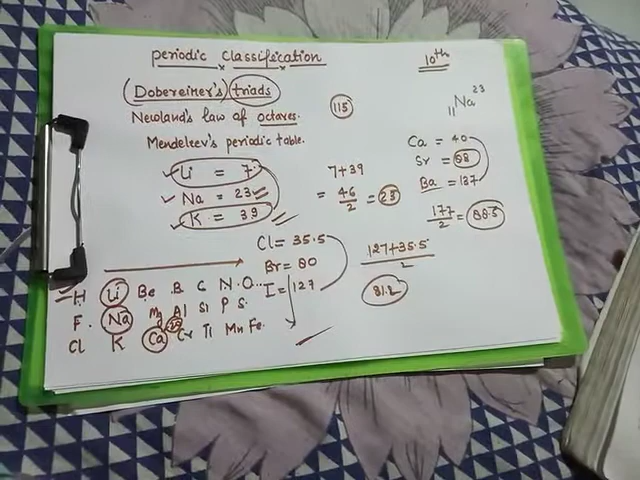 periodic classification
10th
(Dobereiner's) triads
Newland's law of octaves.
Mendeleev's periodic table.
115
11Na23
Li = 7
Na = 23
K = 39
7+39
= 46/2 = 23
Ca = 40
Sr = 88
Ba = 137
177/2 = 88.5
Cl = 35.5
Br = 80
I = 127
127+35.5
2
81.2
H Li Be B C N O...
F. Na Mg Al Si P S
Cl K Ca Cr Ti Mn Fe.